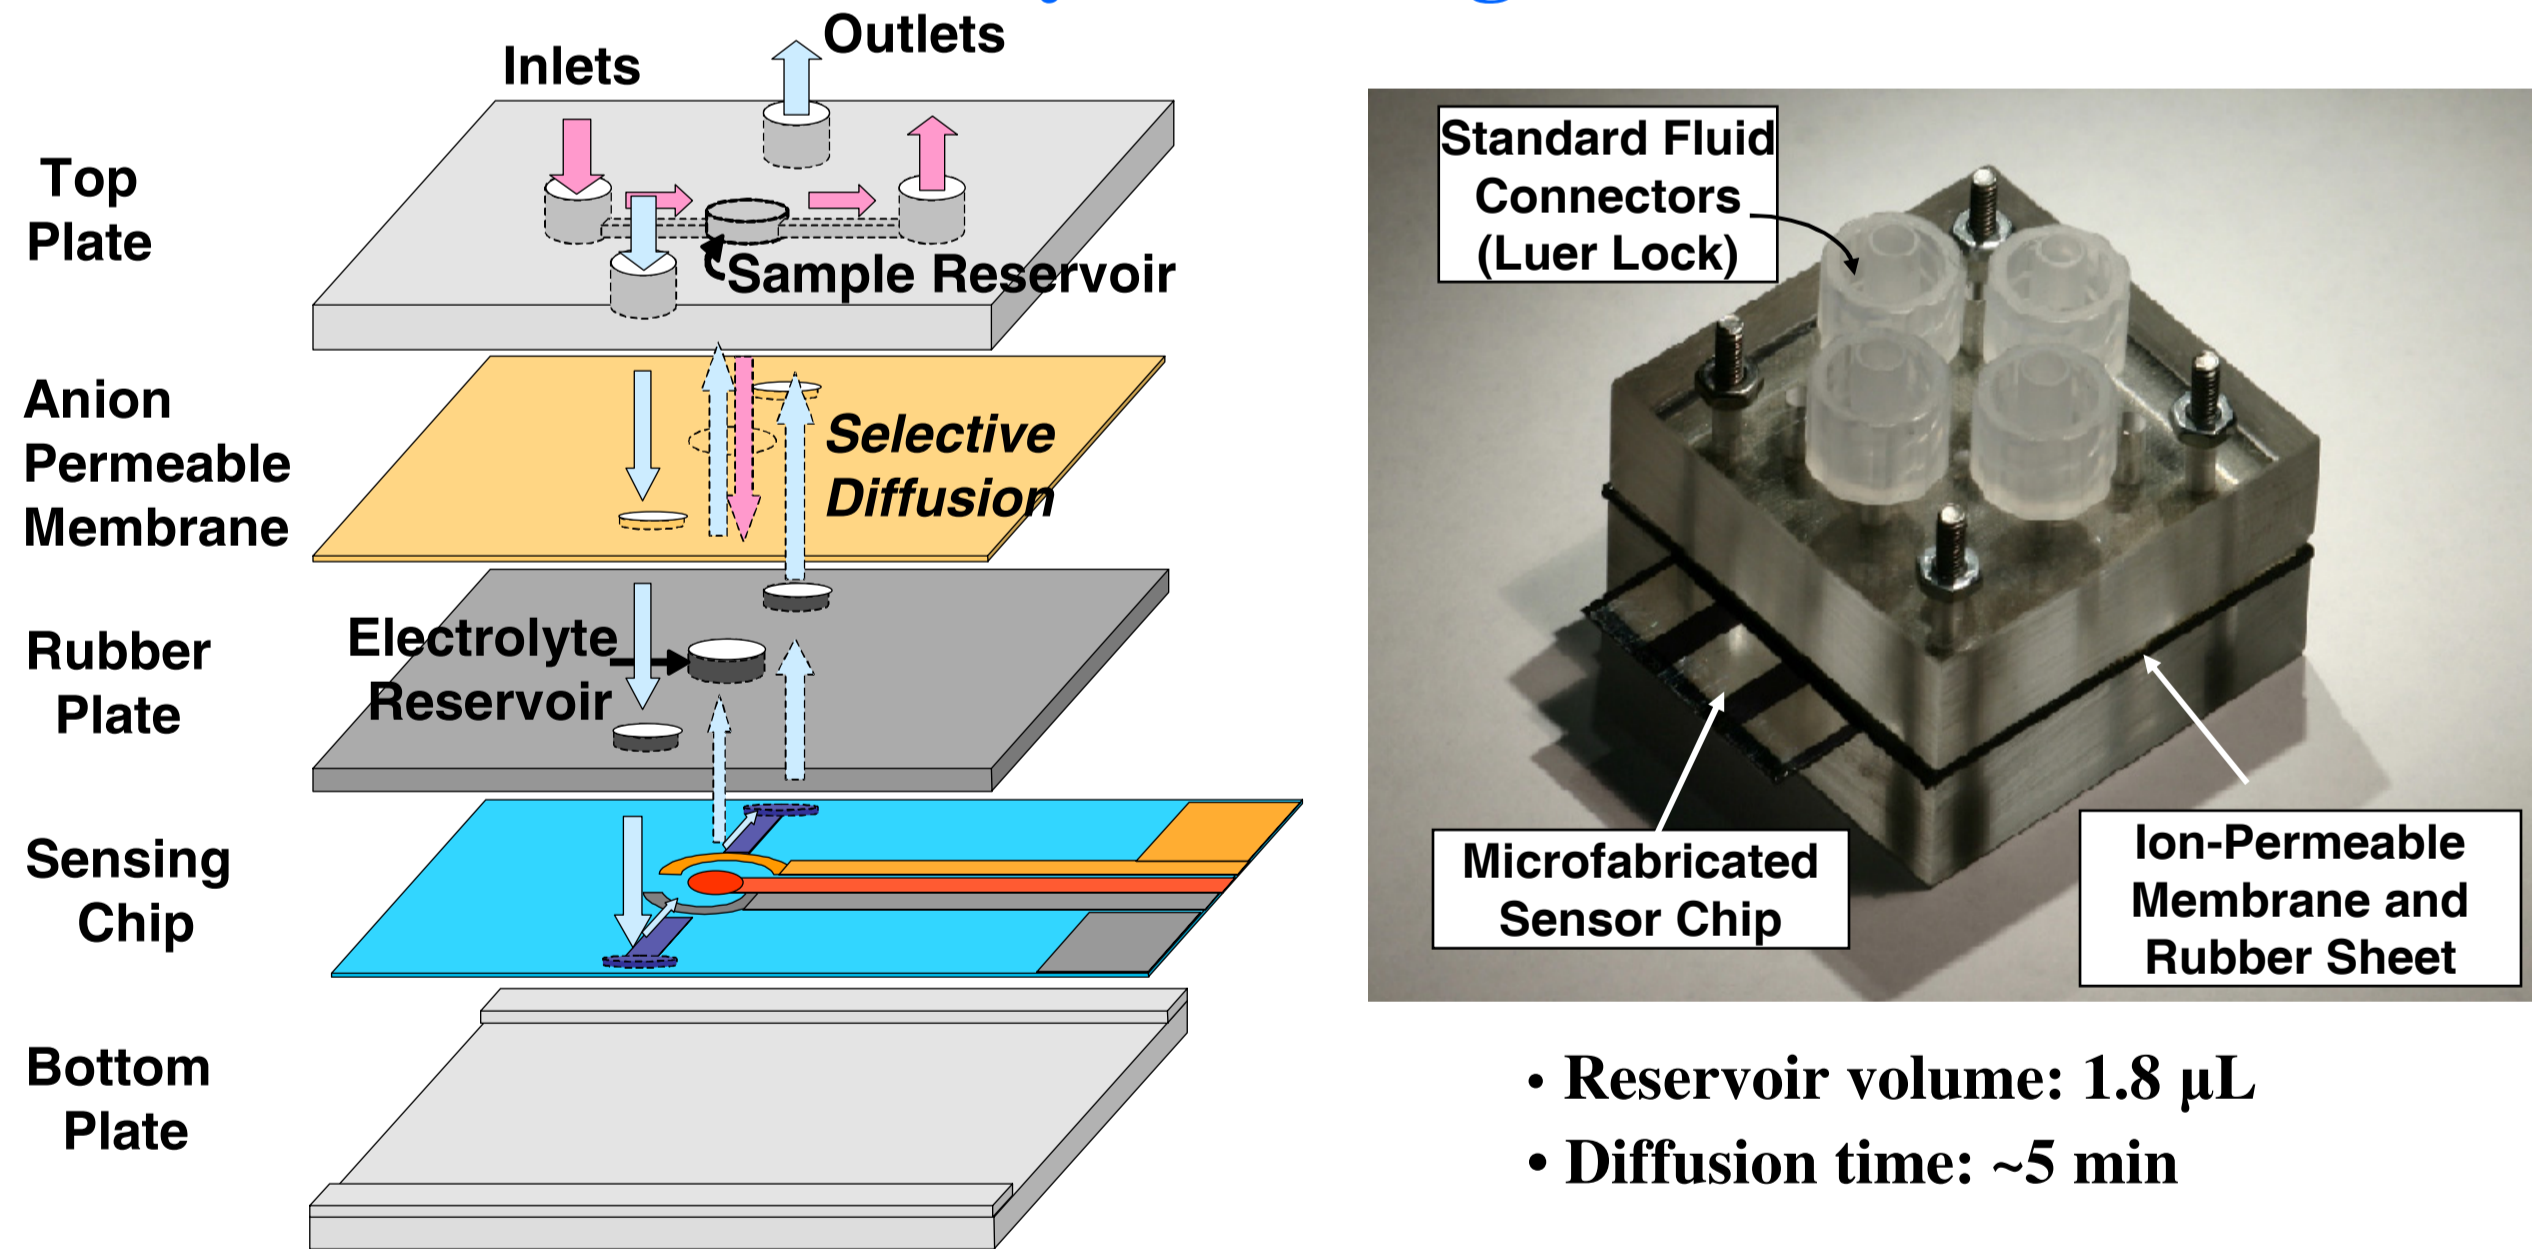 Inlets
Outlets
Top
Plate
Sample Reservoir
Anion
Permeable
Membrane
Selective
Diffusion
Rubber
Plate
Electrolyte
Reservoir
Sensing
Chip
Bottom
Plate
Standard Fluid
Connectors
(Luer Lock)
Microfabricated
Sensor Chip
Ion-Permeable
Membrane and
Rubber Sheet
• Reservoir volume: 1.8 µL
• Diffusion time: ~5 min